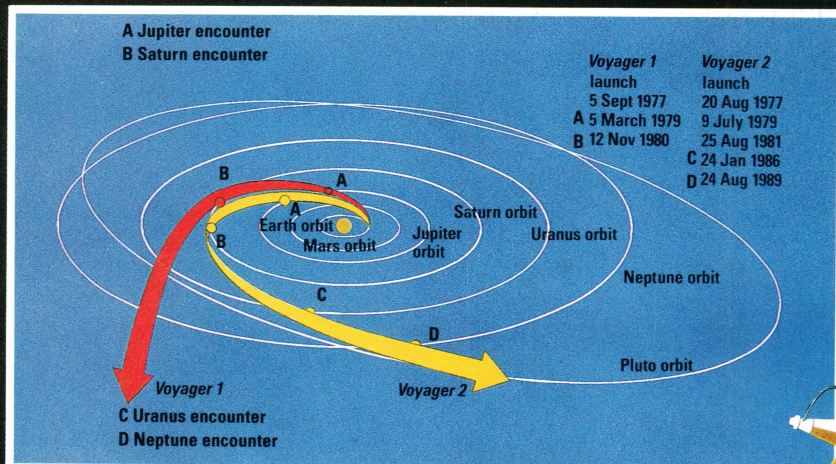 A Jupiter encounter
B Saturn encounter
Voyager 1
launch
5 Sept 1977
A 5 March 1979
B 12 Nov 1980
Voyager 2
launch
20 Aug 1977
9 July 1979
25 Aug 1981
C 24 Jan 1986
D 24 Aug 1989
B
A
A
B
Earth orbit
Mars orbit
Jupiter
orbit
Saturn orbit
Uranus orbit
Neptune orbit
Pluto orbit
C
D
Voyager 1
Voyager 2
C Uranus encounter
D Neptune encounter